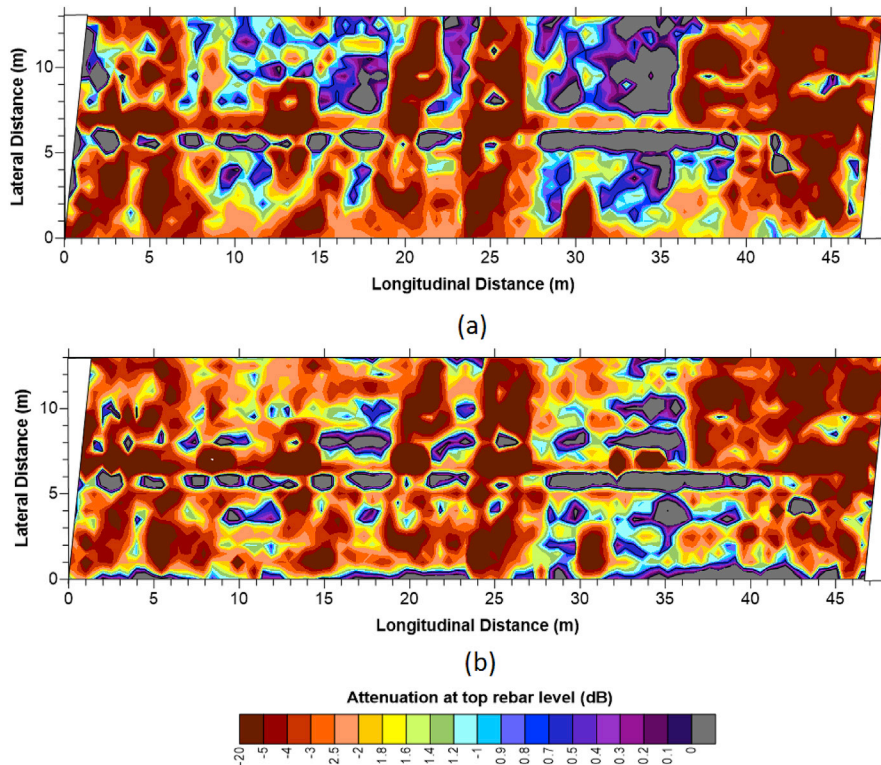 10
5
0
Lateral Distance (m)
0 5 10 15 20 25 30 35 40 45
Longitudinal Distance (m)
(a)
10
5
0
Lateral Distance (m)
0 5 10 15 20 25 30 35 40 45
Longitudinal Distance (m)
(b)
Attenuation at top rebar level (dB)
-20 -5 -4 -3 -2.5 -2 -1.8 -1.6 -1.4 -1.2 -1 -0.9 -0.8 -0.7 -0.5 -0.4 -0.3 -0.2 -0.1 0